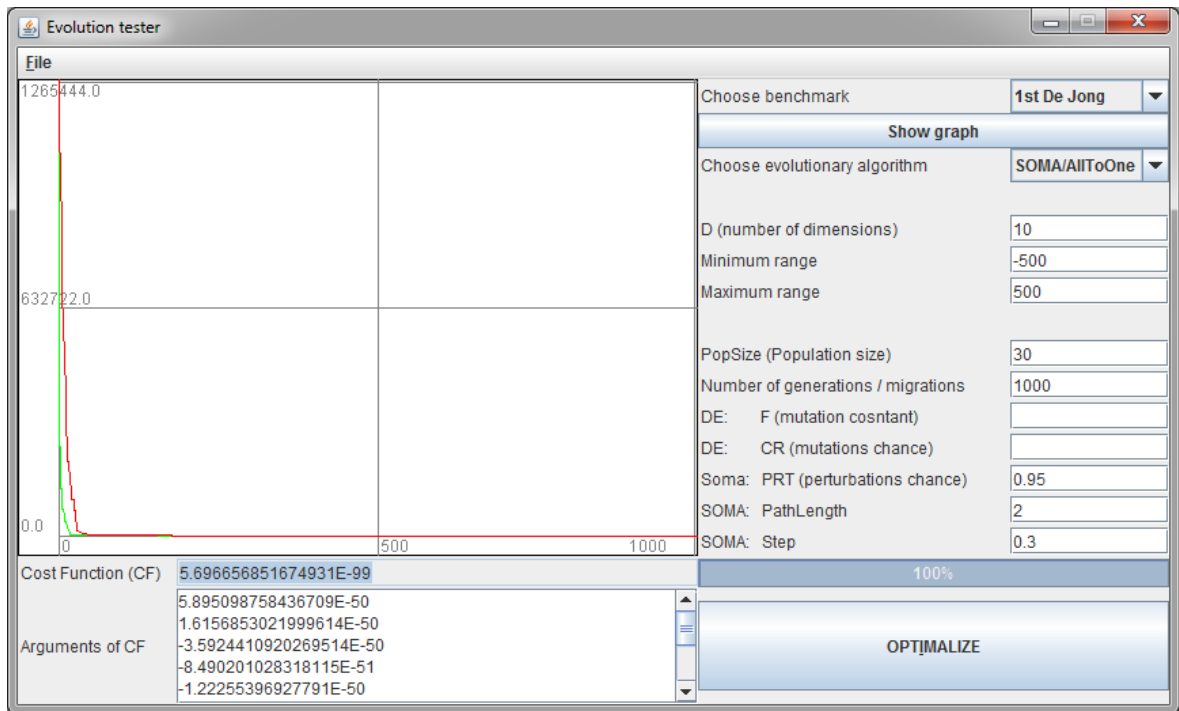 Evolution tester
File
1265444.0
632722.0
0.0
0 500 1000
Choose benchmark 1st De Jong
Show graph
Choose evolutionary algorithm SOMA/AllToOne
D (number of dimensions) 10
Minimum range -500
Maximum range 500
PopSize (Population size) 30
Number of generations / migrations 1000
DE: F (mutation cosntant)
DE: CR (mutations chance)
Soma: PRT (perturbations chance) 0.95
SOMA: PathLength 2
SOMA: Step 0.3
Cost Function (CF) 5.696656851674931E-99
100%
Arguments of CF
5.895098758436709E-50
1.6156853021999614E-50
-3.5924410920269514E-50
-8.490201028318115E-51
-1.22255396927791E-50
OPTIMALIZE